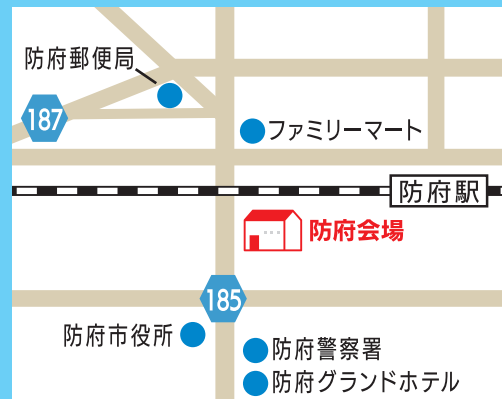 防府郵便局
187
ファミリーマート
防府駅
防府会場
185
防府市役所
防府警察署
防府グランドホテル